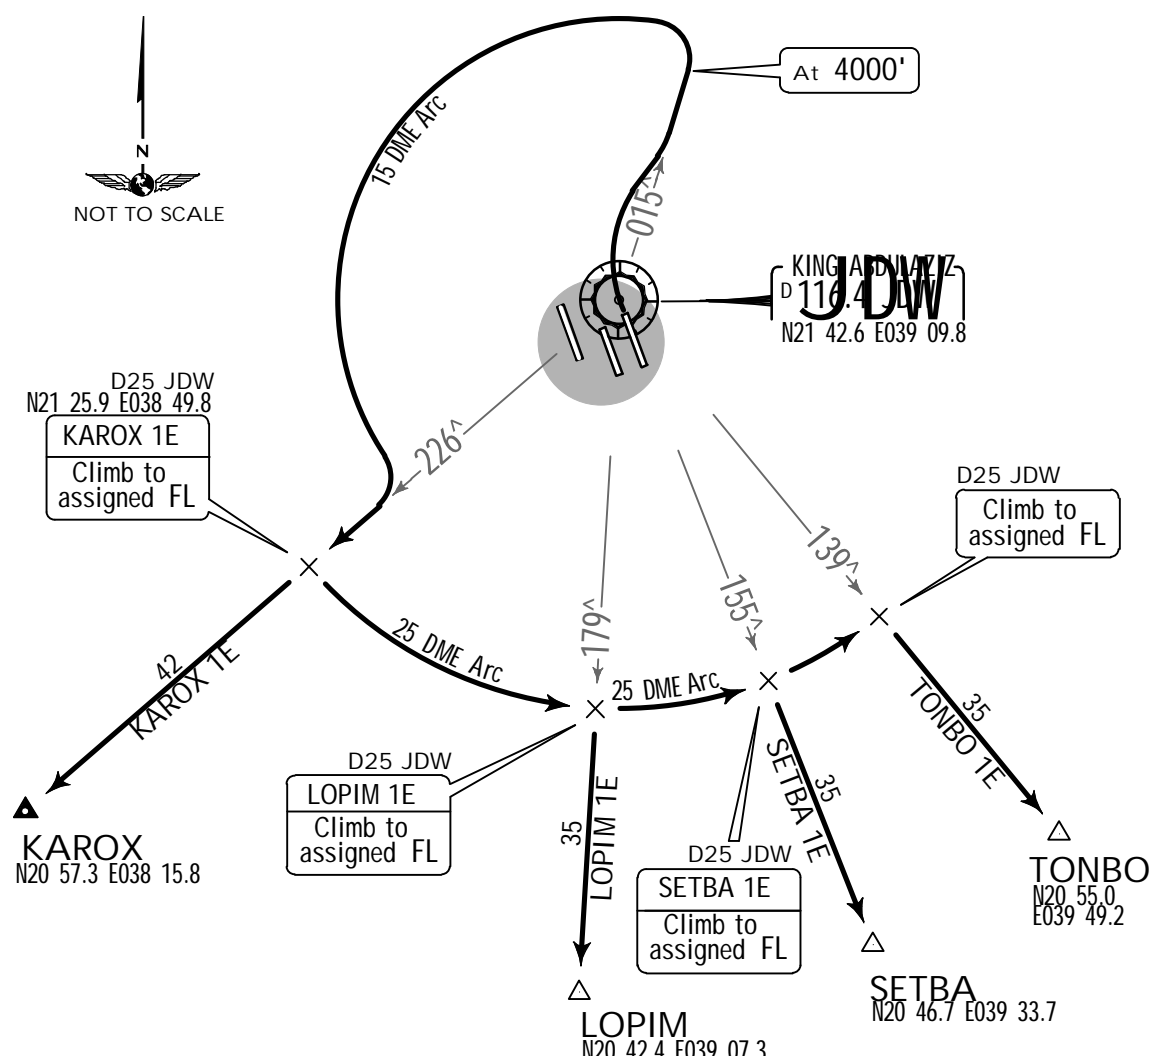 At 4000'
15 DME Arc
N
NOT TO SCALE
015^
KING ABDULAZIZ
D 116.4 JDW
JDW
N21 42.6 E039 09.8
D25 JDW
N21 25.9 E038 49.8
KAROX 1E
Climb to
assigned FL
226^
D25 JDW
Climb to
assigned FL
139^
155^
179^
25 DME Arc
25 DME Arc
42
KAROX 1E
35
TONBO 1E
D25 JDW
LOPIM 1E
Climb to
assigned FL
35
LOPIM 1E
35
SETBA 1E
D25 JDW
SETBA 1E
Climb to
assigned FL
KAROX
N20 57.3 E038 15.8
TONBO
N20 55.0
E039 49.2
SETBA
N20 46.7 E039 33.7
LOPIM
N20 42.4 E039 07.3